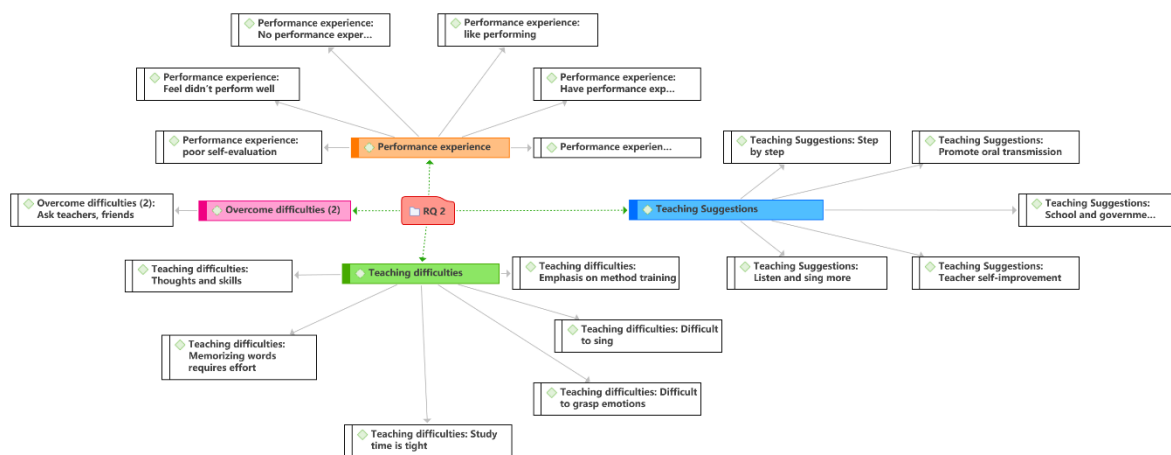 Performance experience:
No performance exper...
Performance experience:
like performing
Performance experience:
Feel didn't perform well
Performance experience:
Have performance exp...
Performance experience:
poor self-evaluation
Performance experience
Performance experien...
Teaching Suggestions: Step
by step
Teaching Suggestions:
Promote oral transmission
Overcome difficulties (2):
Ask teachers, friends
Overcome difficulties (2)
RQ 2
Teaching Suggestions
Teaching Suggestions:
School and governme...
Teaching difficulties:
Thoughts and skills
Teaching difficulties
Teaching difficulties:
Emphasis on method training
Teaching Suggestions:
Listen and sing more
Teaching Suggestions:
Teacher self-improvement
Teaching difficulties:
Memorizing words
requires effort
Teaching difficulties: Difficult
to sing
Teaching difficulties: Difficult
to grasp emotions
Teaching difficulties: Study
time is tight